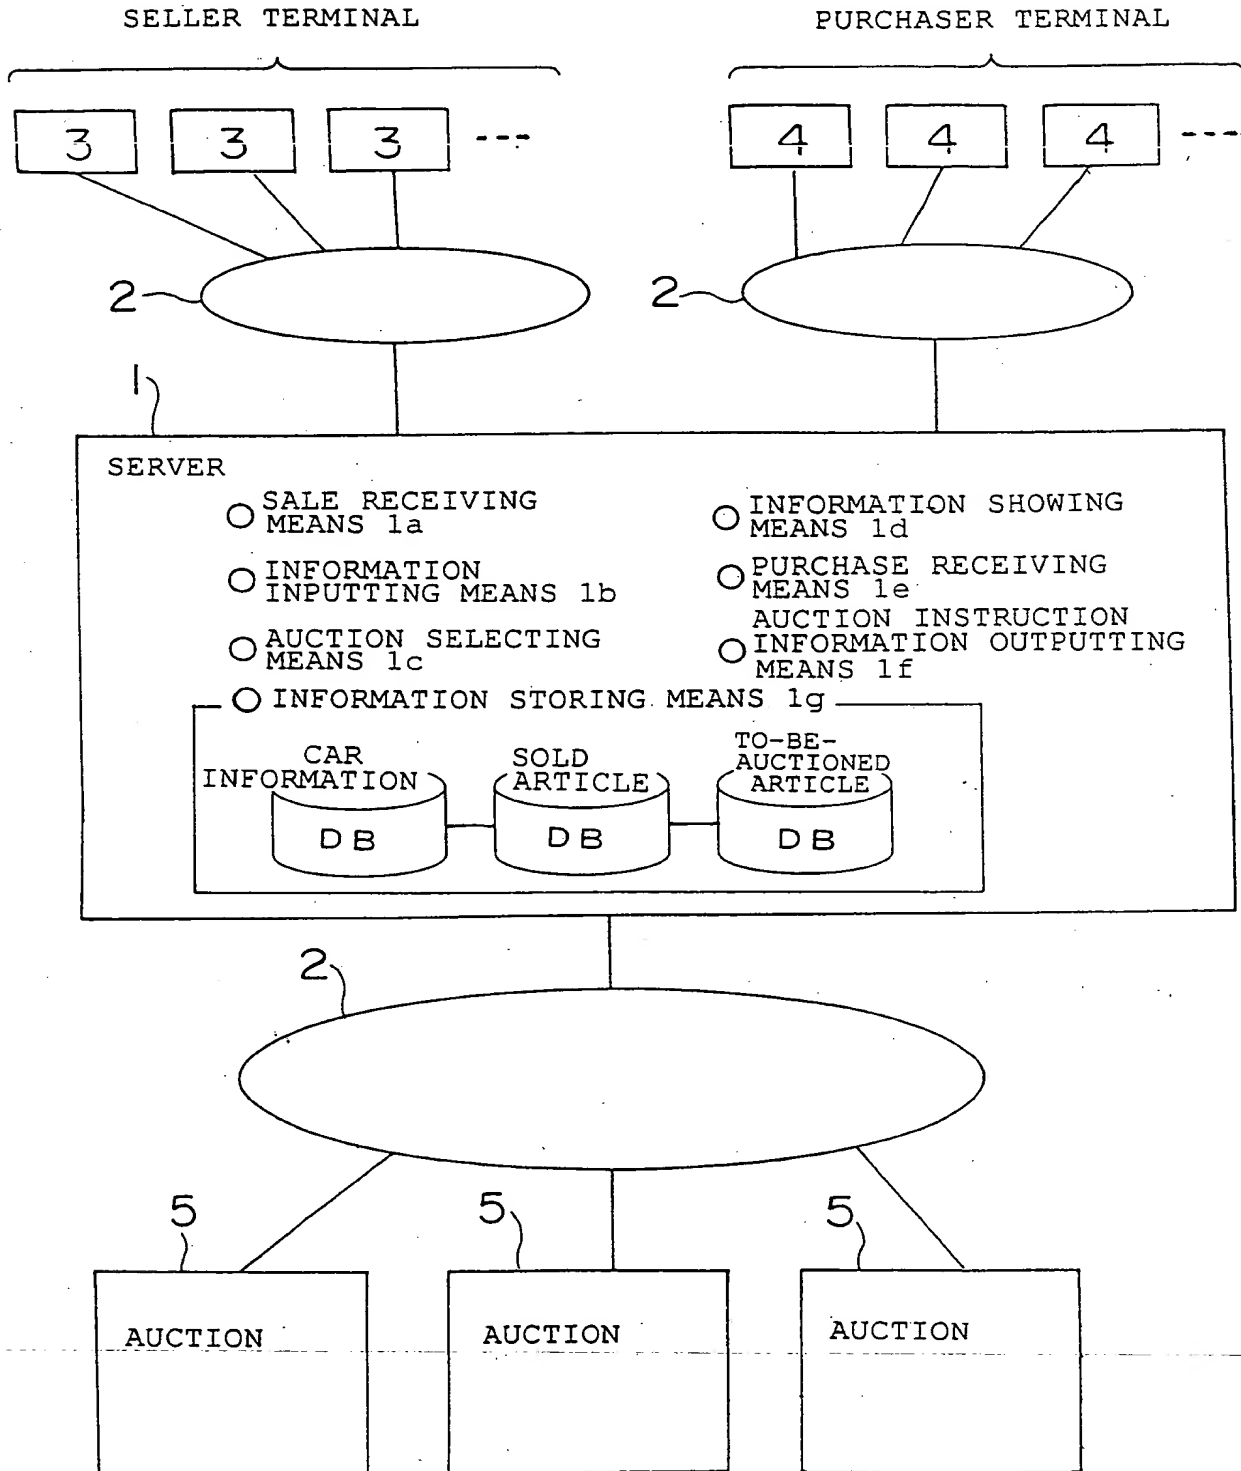 SELLER TERMINAL
PURCHASER TERMINAL
3 3 3 ---
4 4 4 ----
2
2
1
SERVER
SALE RECEIVING
MEANS 1a
INFORMATION
INPUTTING MEANS 1b
AUCTION SELECTING
MEANS 1c
INFORMATION SHOWING
MEANS 1d
PURCHASE RECEIVING
MEANS 1e
AUCTION INSTRUCTION
INFORMATION OUTPUTTING
MEANS 1f
INFORMATION STORING MEANS 1g
CAR
INFORMATION
DB
SOLD
ARTICLE
DB
TO-BE-
AUCTIONED
ARTICLE
DB
2
5
5
5
AUCTION
AUCTION
AUCTION